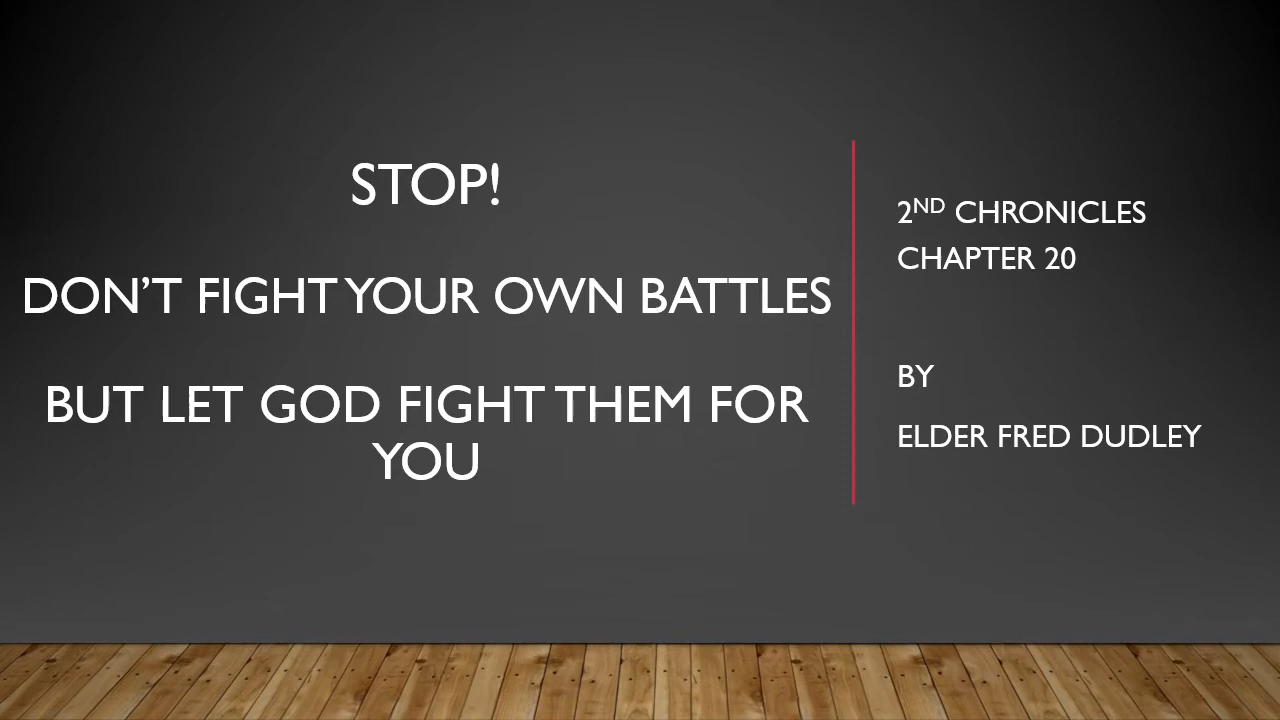 STOP!
DON’T FIGHT YOUR OWN BATTLES
BUT LET GOD FIGHT THEM FOR
YOU
2ND CHRONICLES
CHAPTER 20
BY
ELDER FRED DUDLEY